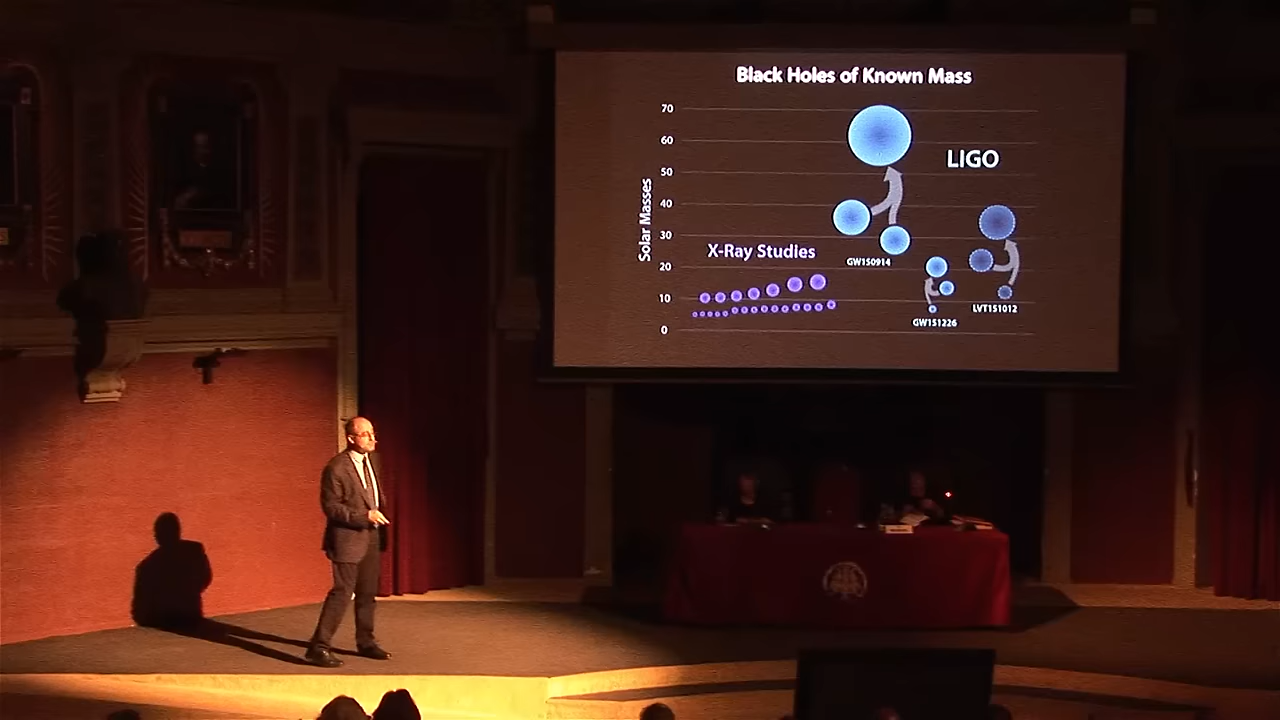 Black Holes of Known Mass
70
60
50
40
30
20
10
0
Solar Masses
LIGO
X-Ray Studies
GW150914
GW151226
LVT151012